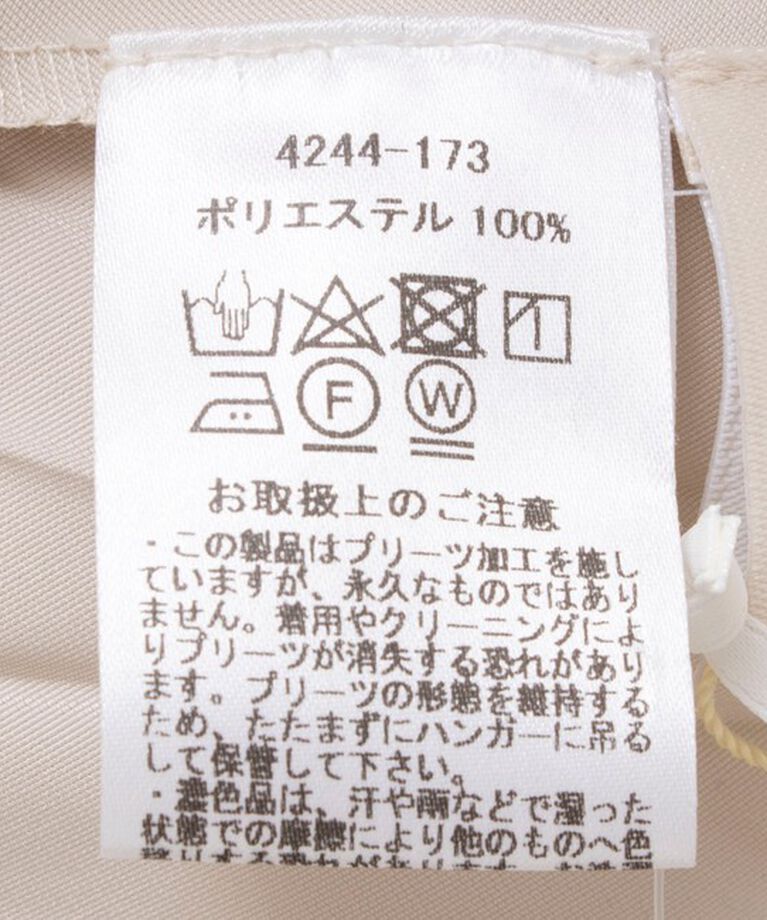 4244-173
ポリエステル 100%
F W
お取扱上のご注意
・この製品はプリーツ加工を施し
ていますが、永久なものではあり
ません。着用やクリーニングにより
プリーツが消失する恐れがあり
ます。プリーツの形態を維持する
ため、たたまずにハンガーに吊る
して保管して下さい。
・濃色品は、汗や雨などで湿った
状態での摩擦により他のものへ色